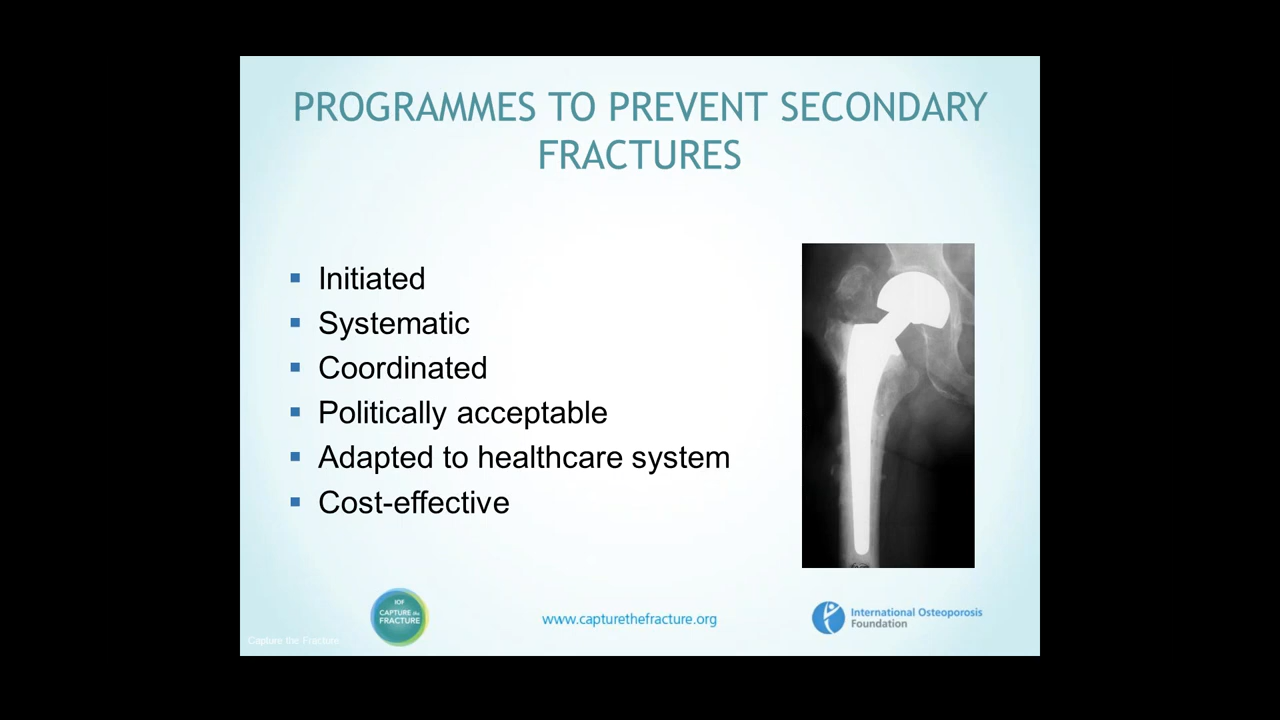 PROGRAMMES TO PREVENT SECONDARY
FRACTURES
Initiated
Systematic
Coordinated
Politically acceptable
Adapted to healthcare system
Cost-effective
IOF
CAPTURE the
FRACTURE
Capture the Fracture
www.capturethefracture.org
International Osteoporosis
Foundation